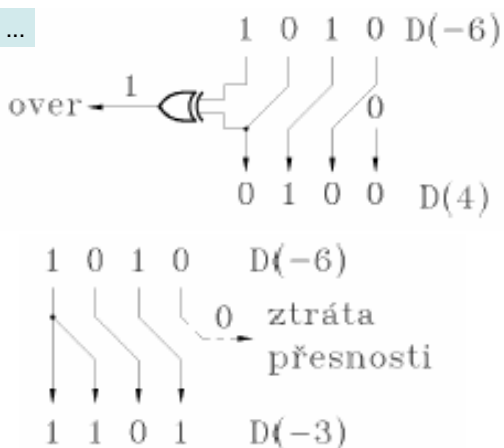 ...
1 0 1 0 D(-6)
1
over
0
0 1 0 0 D(4)
1 0 1 0 D(-6)
0 ztráta
přesnosti
1 1 0 1 D(-3)